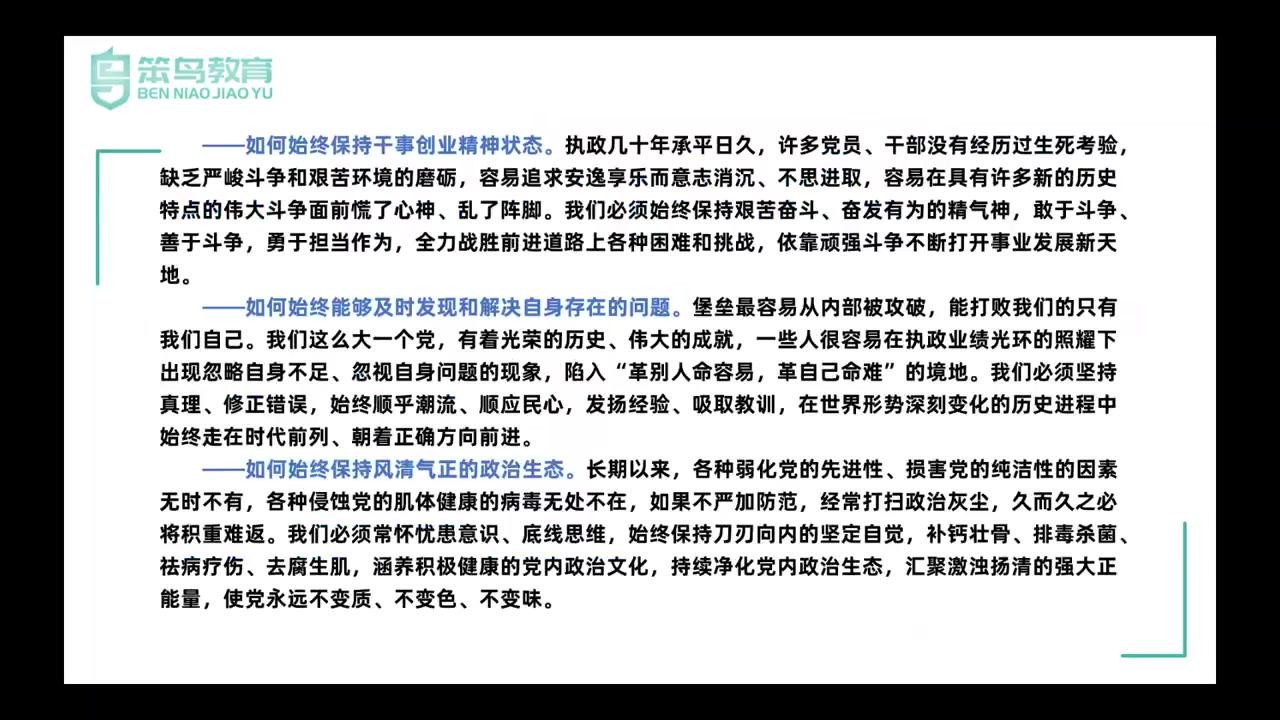 笨鸟教育
BEN NIAO JIAO YU
——如何始终保持干事创业精神状态。执政几十年承平日久，许多党员、干部没有经历过生死考验，
缺乏严峻斗争和艰苦环境的磨砺，容易追求安逸享乐而意志消沉、不思进取，容易在具有许多新的历史
特点的伟大斗争面前慌了心神、乱了阵脚。我们必须始终保持艰苦奋斗、奋发有为的精气神，敢于斗争、
善于斗争，勇于担当作为，全力战胜前进道路上各种困难和挑战，依靠顽强斗争不断打开事业发展新天
地。
——如何始终能够及时发现和解决自身存在的问题。堡垒最容易从内部被攻破，能打败我们的只有
我们自己。我们这么大一个党，有着光荣的历史、伟大的成就，一些人很容易在执政业绩光环的照耀下
出现忽略自身不足、忽视自身问题的现象，陷入“革别人命容易，革自己命难”的境地。我们必须坚持
真理、修正错误，始终顺乎潮流、顺应民心，发扬经验、吸取教训，在世界形势深刻变化的历史进程中
始终走在时代前列、朝着正确方向前进。
——如何始终保持风清气正的政治生态。长期以来，各种弱化党的先进性、损害党的纯洁性的因素
无时不有，各种侵蚀党的肌体健康的病毒无处不在，如果不严加防范，经常打扫政治灰尘，久而久之必
将积重难返。我们必须常怀忧患意识、底线思维，始终保持刀刃向内的坚定自觉，补钙壮骨、排毒杀菌、
祛病疗伤、去腐生肌，涵养积极健康的党内政治文化，持续净化党内政治生态，汇聚激浊扬清的强大正
能量，使党永远不变质、不变色、不变味。